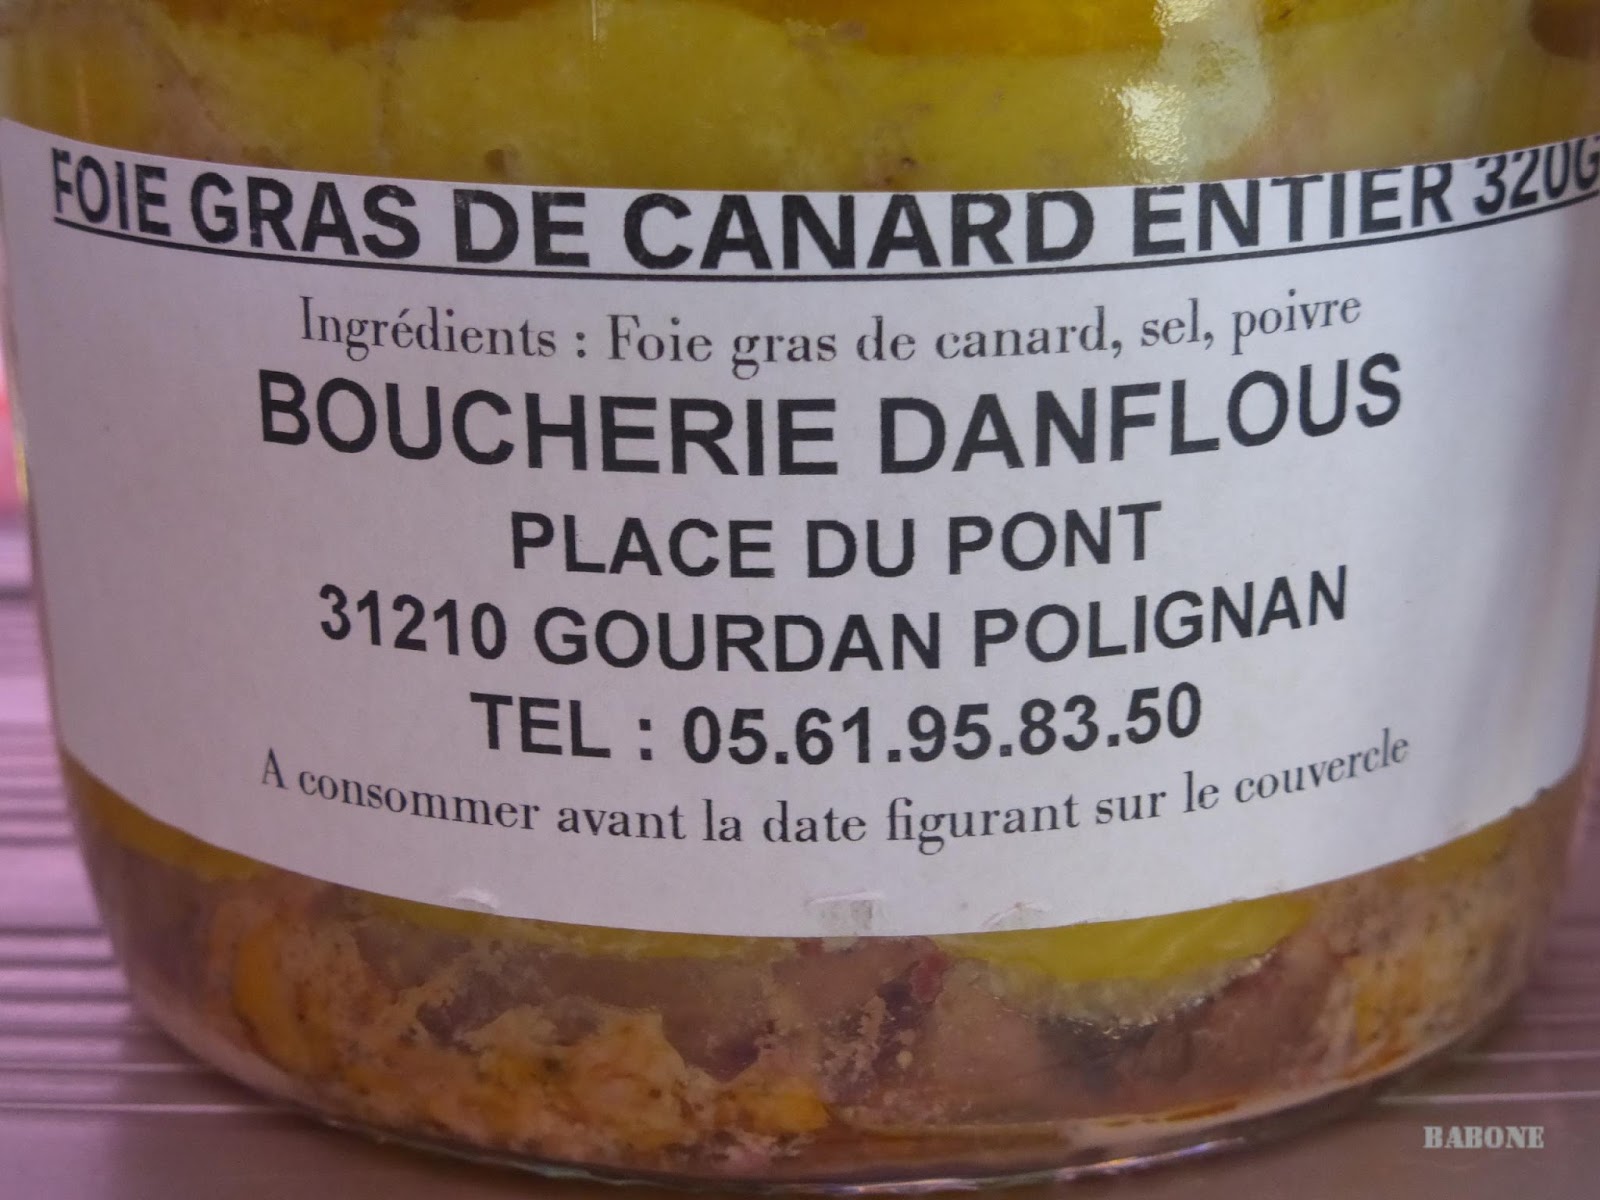 FOIE GRAS DE CANARD ENTIER 320G
Ingrédients : Foie gras de canard, sel, poivre
BOUCHERIE DANFLOUS
PLACE DU PONT
31210 GOURDAN POLIGNAN
TEL : 05.61.95.83.50
A consommer avant la date figurant sur le couvercle
BABONE